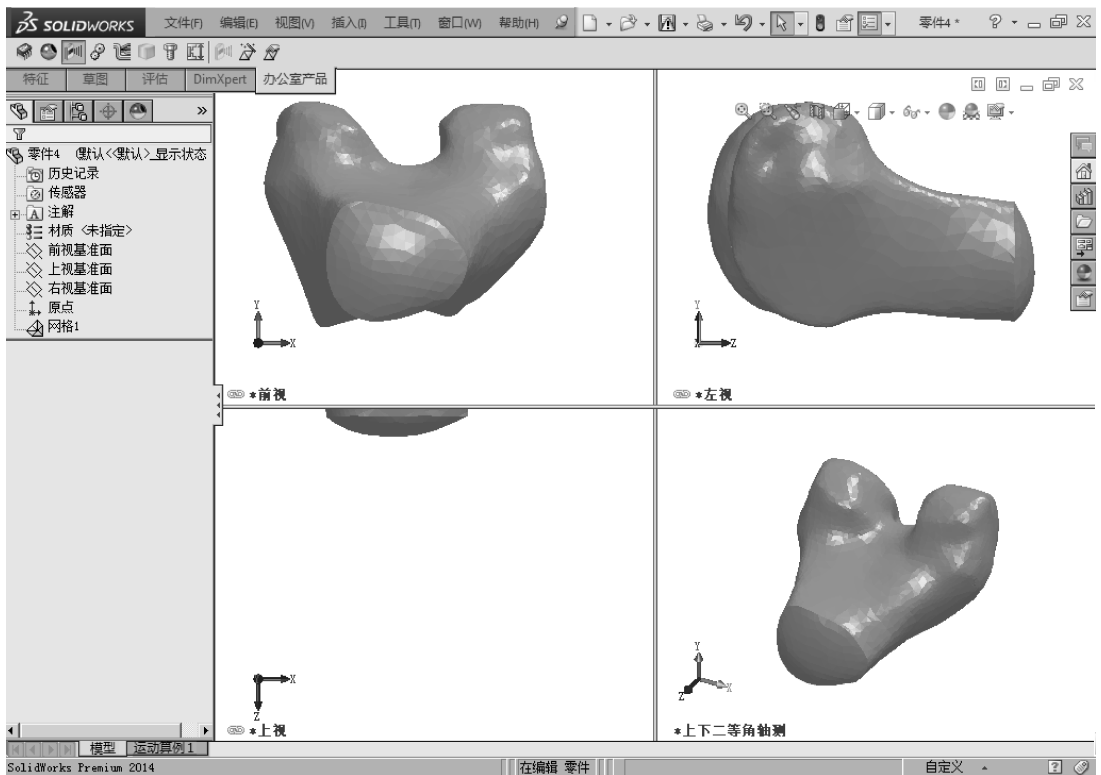 SOLIDWORKS 文件(F) 编辑(E) 视图(V) 插入(I) 工具(T) 窗口(W) 帮助(H) 零件4 *
特征 草图 评估 DimXpert 办公室产品
零件4 (默认<<默认>_显示状态
历史记录
传感器
注解
材质 <未指定>
前视基准面
上视基准面
右视基准面
原点
网格1
Y
X
*前视
Y
X
Z
*左视
X
Z
*上视
Y
X
Z
*上下二等角轴测
模型 运动算例1
SolidWorks Premium 2014 在编辑 零件 自定义